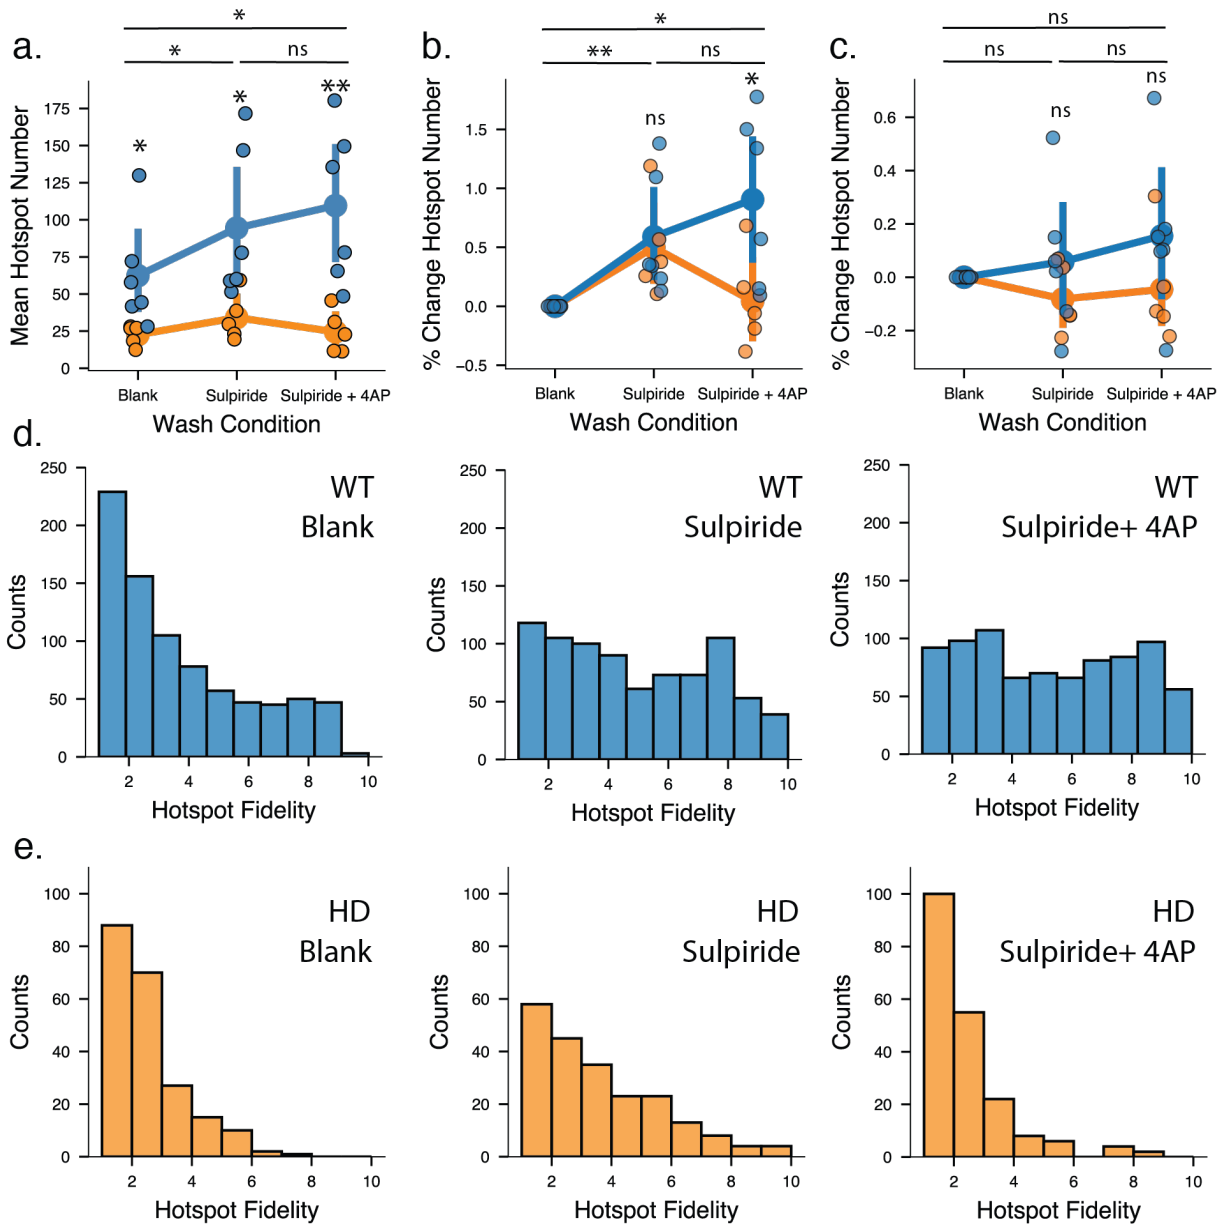 a.
*
*
ns
Mean Hotspot Number
175
150
125
100
75
50
25
0
*
*
**
Blank
Sulpiride
Sulpiride + 4AP
Wash Condition
b.
*
**
ns
% Change Hotspot Number
1.5
1.0
0.5
0.0
−0.5
ns
*
Blank
Sulpiride
Sulpiride + 4AP
Wash Condition
c.
ns
ns
ns
% Change Hotspot Number
0.6
0.4
0.2
0.0
−0.2
ns
ns
Blank
Sulpiride
Sulpiride + 4AP
Wash Condition
d.
WT
Blank
Counts
250
200
150
100
50
0
2
4
6
8
10
Hotspot Fidelity
WT
Sulpiride
Counts
250
200
150
100
50
0
2
4
6
8
10
Hotspot Fidelity
WT
Sulpiride+ 4AP
Counts
250
200
150
100
50
0
2
4
6
8
10
Hotspot Fidelity
e.
HD
Blank
Counts
100
80
60
40
20
0
2
4
6
8
10
Hotspot Fidelity
HD
Sulpiride
Counts
100
80
60
40
20
0
2
4
6
8
10
Hotspot Fidelity
HD
Sulpiride+ 4AP
Counts
100
80
60
40
20
0
2
4
6
8
10
Hotspot Fidelity